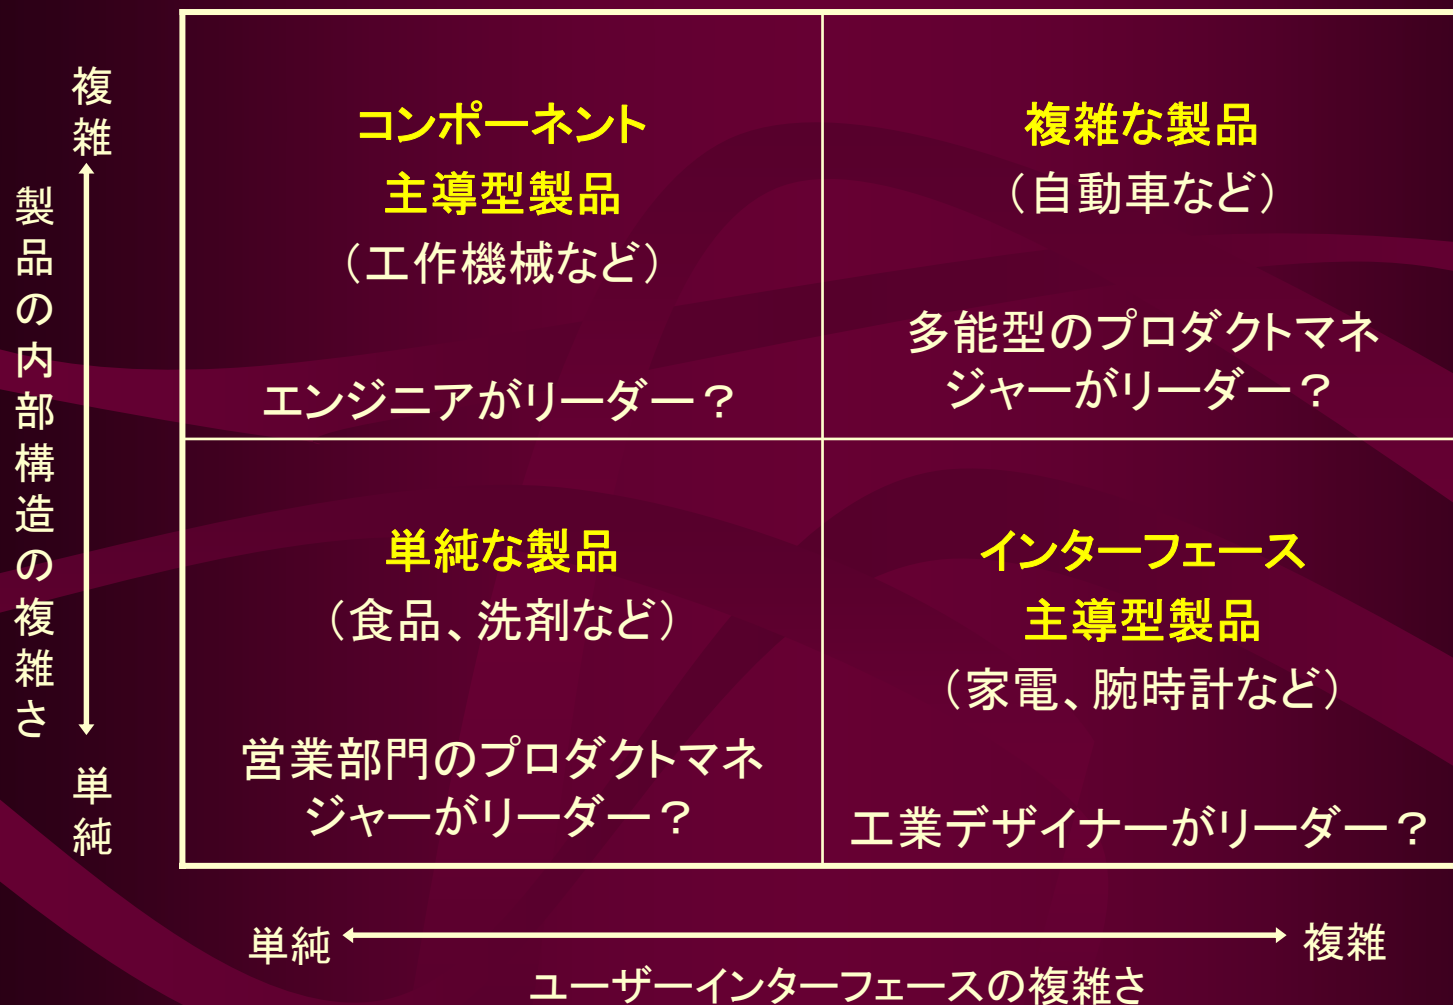 複雑
製品の内部構造の複雑さ
単純
コンポーネント
主導型製品
（工作機械など）
エンジニアがリーダー？
複雑な製品
（自動車など）
多能型のプロダクトマネ
ジャーがリーダー？
単純な製品
（食品、洗剤など）
営業部門のプロダクトマネ
ジャーがリーダー？
インターフェース
主導型製品
（家電、腕時計など）
工業デザイナーがリーダー？
単純
複雑
ユーザーインターフェースの複雑さ